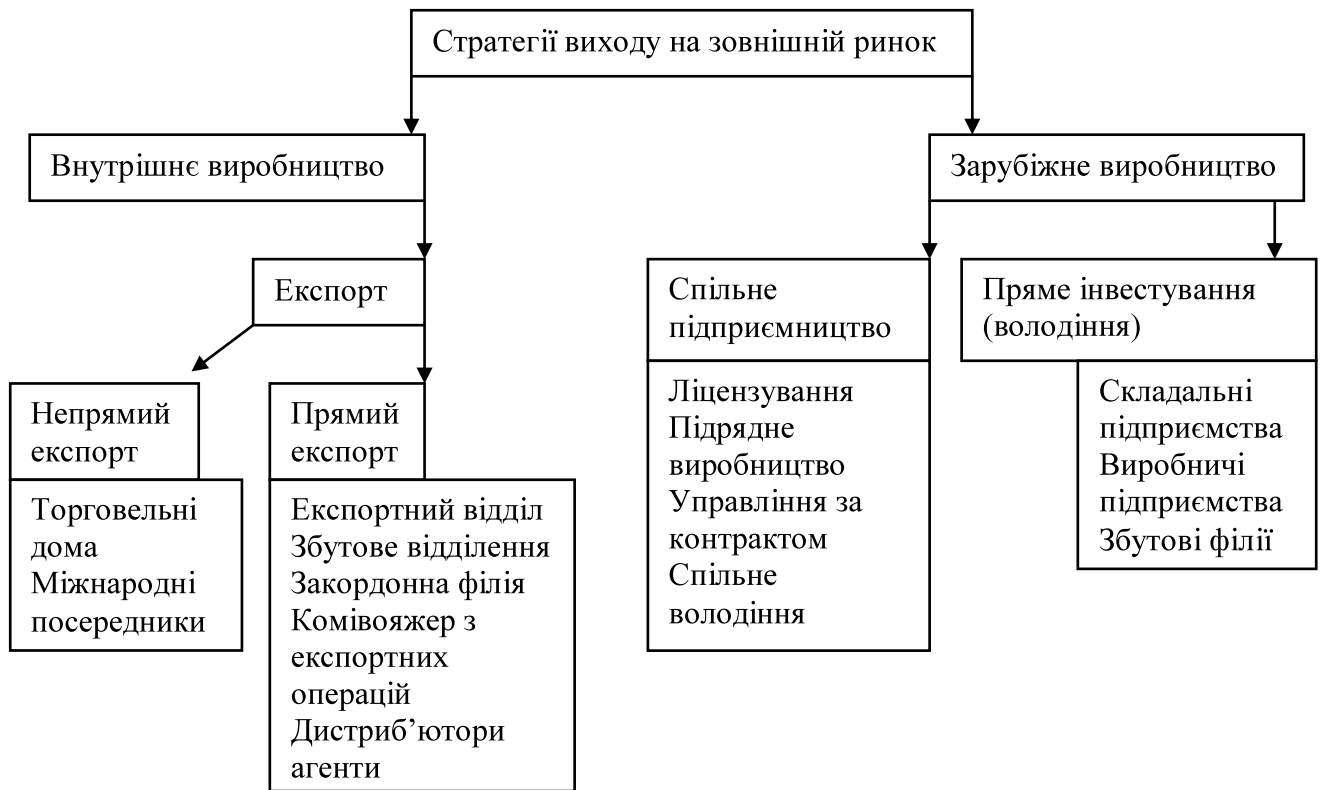 Стратегії виходу на зовнішній ринок
Внутрішнє виробництво
Зарубіжне виробництво
Експорт
Спільне
підприємництво
Пряме інвестування
(володіння)
Непрямий
експорт
Прямий
експорт
Торговельні
дома
Міжнародні
посередники
Експортний відділ
Збутове відділення
Закордонна філія
Комівояжер з
експортних
операцій
Дистриб’ютори
агенти
Ліцензування
Підрядне
виробництво
Управління за
контрактом
Спільне
володіння
Складальні
підприємства
Виробничі
підприємства
Збутові філії